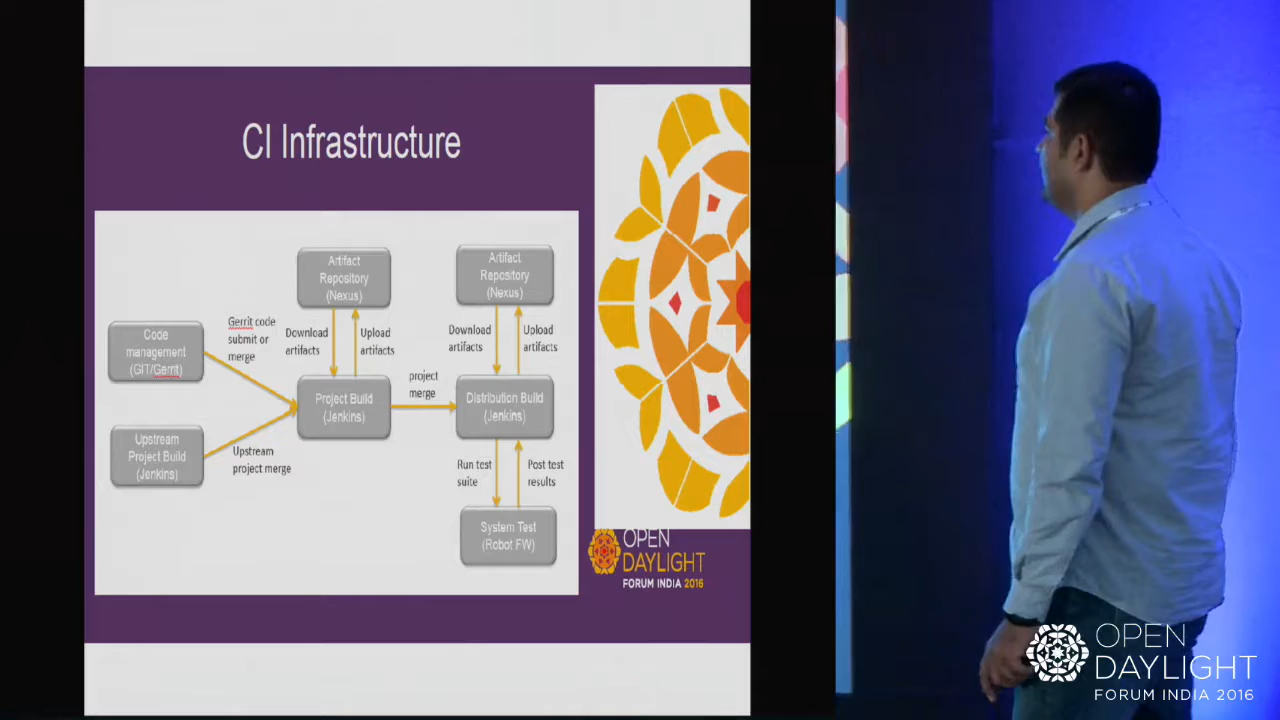 CI Infrastructure
Artifact
Repository
(Nexus)
Artifact
Repository
(Nexus)
Code
management
(GIT/Gerrit)
Gerrit code
submit or
merge
Download
artifacts
Upload
artifacts
Download
artifacts
Upload
artifacts
Project Build
(Jenkins)
project
merge
Distribution Build
(Jenkins)
Upstream
Project Build
(Jenkins)
Upstream
project merge
Run test
suite
Post test
results
System Test
(Robot FW)
OPEN
DAYLIGHT
FORUM INDIA 2016
OPEN
DAYLIGHT
FORUM INDIA 2016